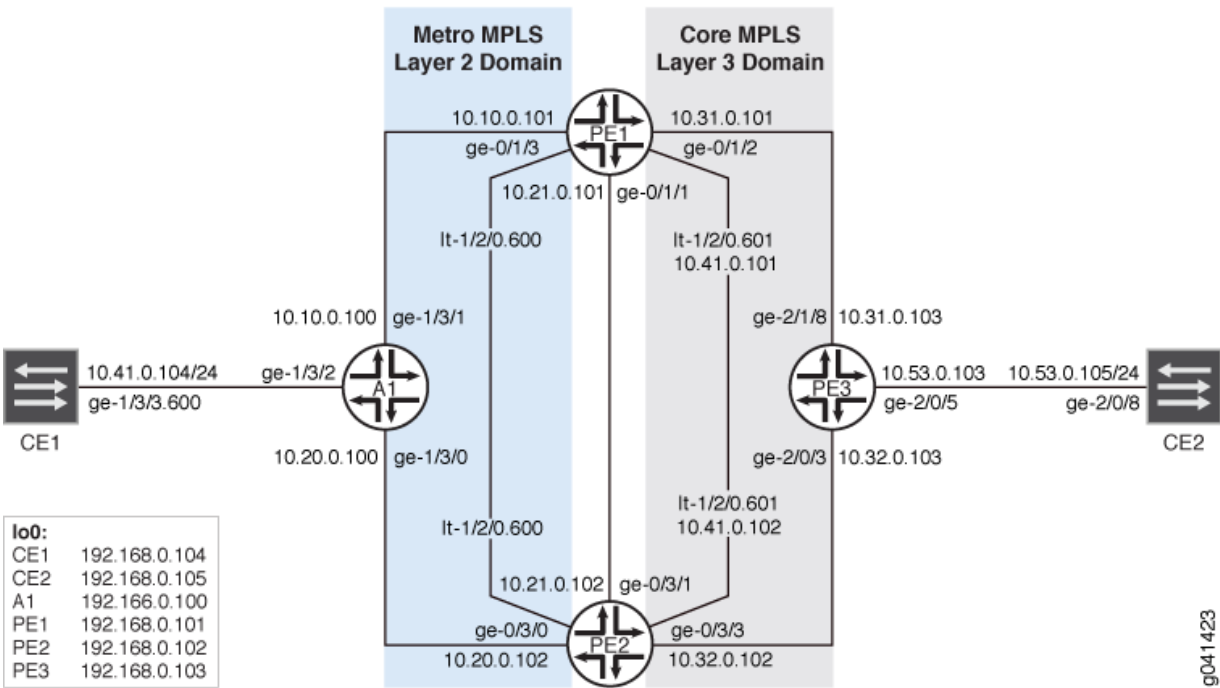 Metro MPLS
Layer 2 Domain
Core MPLS
Layer 3 Domain
10.10.0.101
10.31.0.101
PE1
ge-0/1/3
ge-0/1/2
10.21.0.101
ge-0/1/1
lt-1/2/0.600
lt-1/2/0.601
10.41.0.101
10.10.0.100
ge-1/3/1
ge-2/1/8
10.31.0.103
10.41.0.104/24
ge-1/3/2
A1
PE3
10.53.0.103
10.53.0.105/24
ge-1/3/3.600
ge-2/0/5
ge-2/0/8
CE1
CE2
10.20.0.100
ge-1/3/0
ge-2/0/3
10.32.0.103
lt-1/2/0.600
lt-1/2/0.601
10.41.0.102
lo0:
CE1 192.168.0.104
CE2 192.168.0.105
A1 192.166.0.100
PE1 192.168.0.101
PE2 192.168.0.102
PE3 192.168.0.103
10.21.0.102
ge-0/3/1
ge-0/3/0
PE2
ge-0/3/3
10.20.0.102
10.32.0.102
g041423